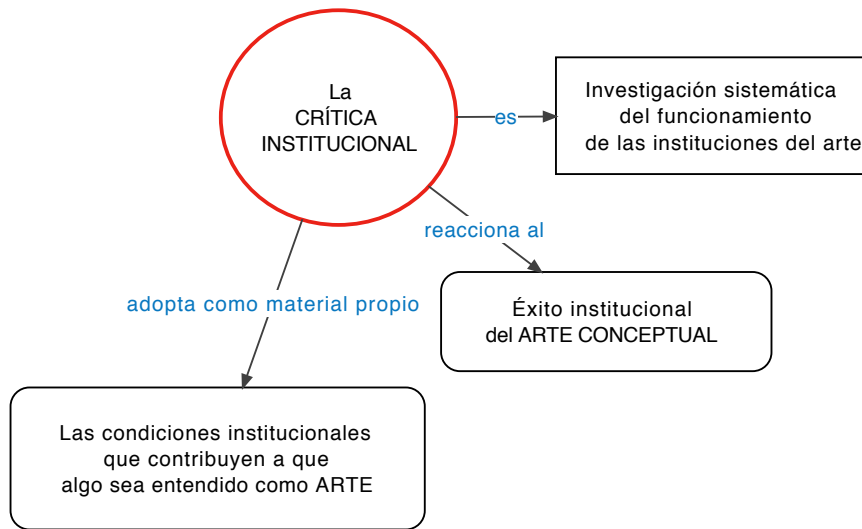 La
CRÍTICA
INSTITUCIONAL
es
Investigación sistemática
del funcionamiento
de las instituciones del arte
reacciona al
Éxito institucional
del ARTE CONCEPTUAL
adopta como material propio
Las condiciones institucionales
que contribuyen a que
algo sea entendido como ARTE